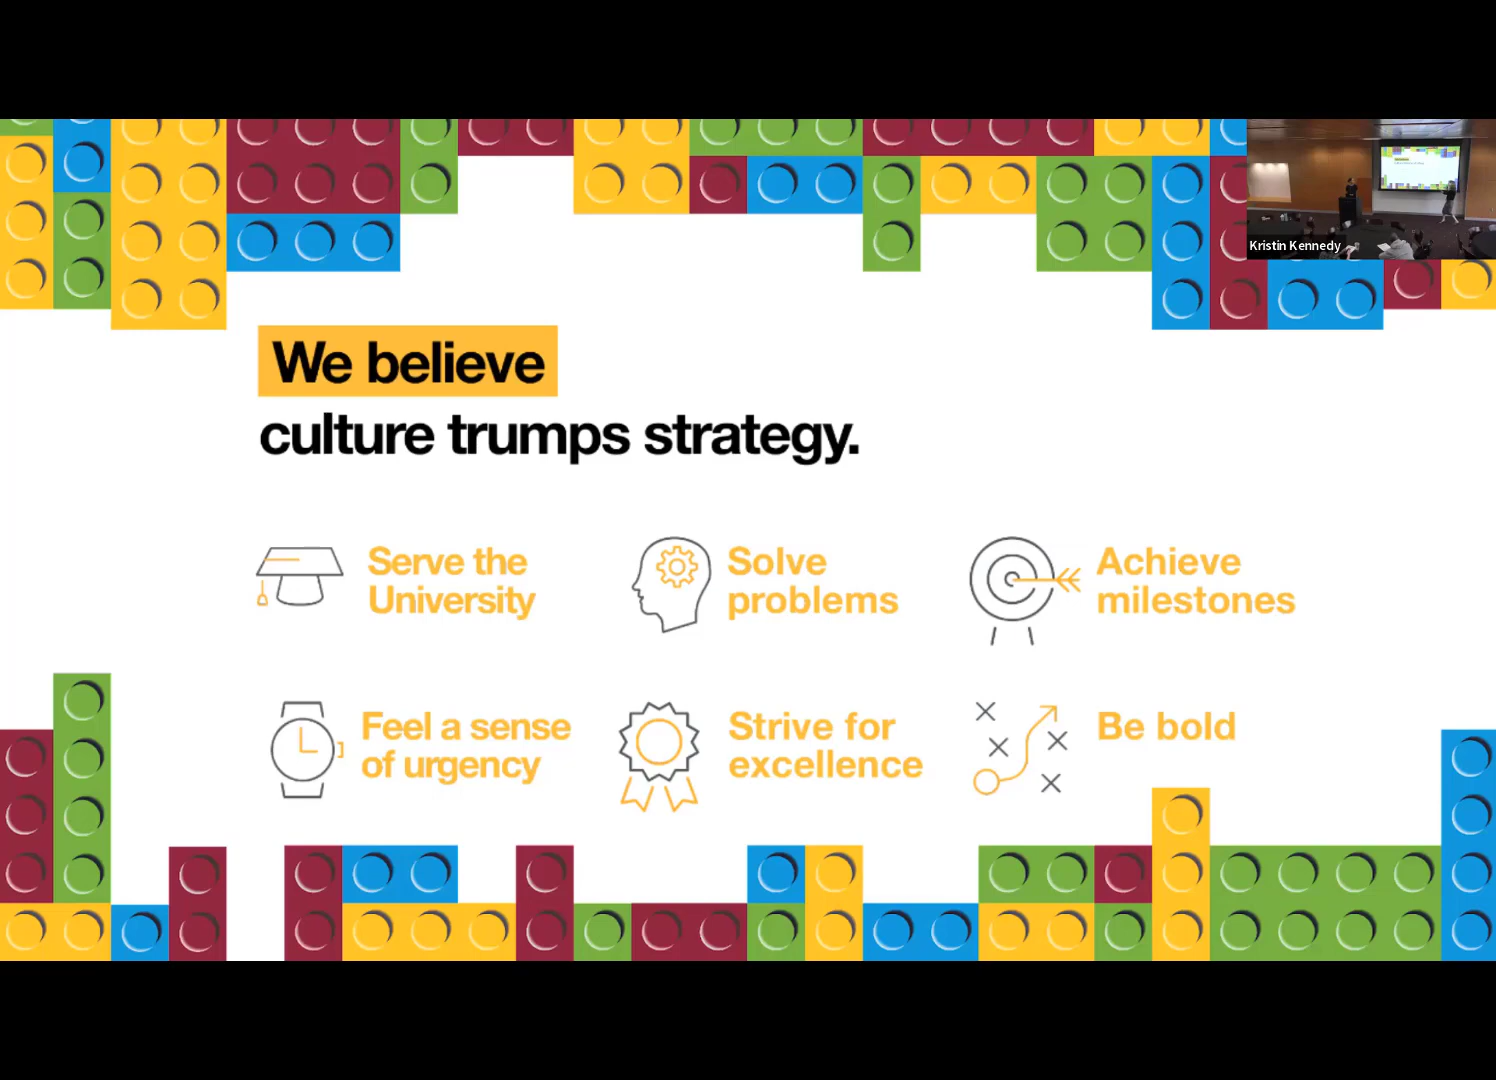 Kristin Kennedy
We believe
culture trumps strategy.
Serve the
University
Solve
problems
Achieve
milestones
Feel a sense
of urgency
Strive for
excellence
Be bold